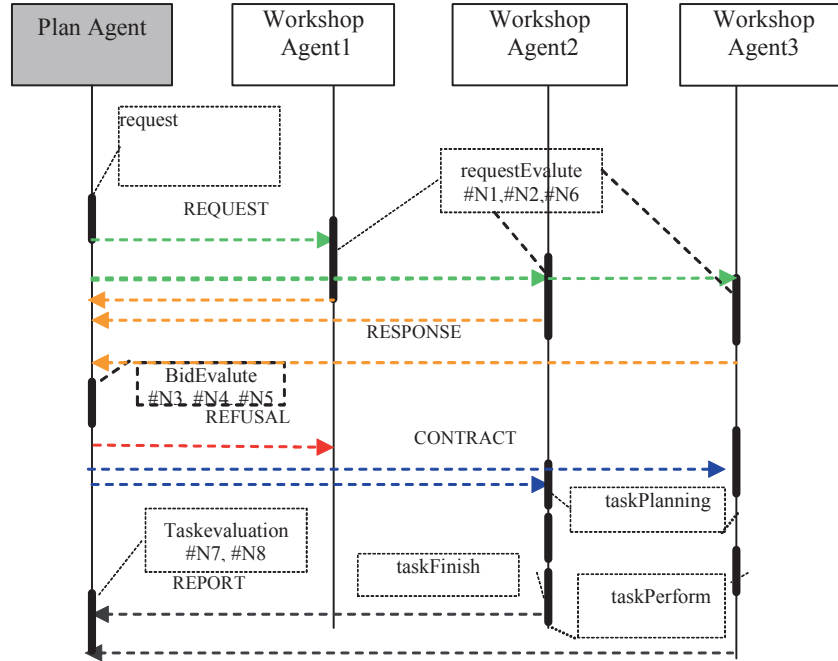 Plan Agent
Workshop
Agent1
Workshop
Agent2
Workshop
Agent3
request
requestEvalute
#N1,#N2,#N6
REQUEST
RESPONSE
BidEvalute
#N3, #N4, #N5
REFUSAL
CONTRACT
taskPlanning
Taskevaluation
#N7, #N8
taskFinish
REPORT
taskPerform